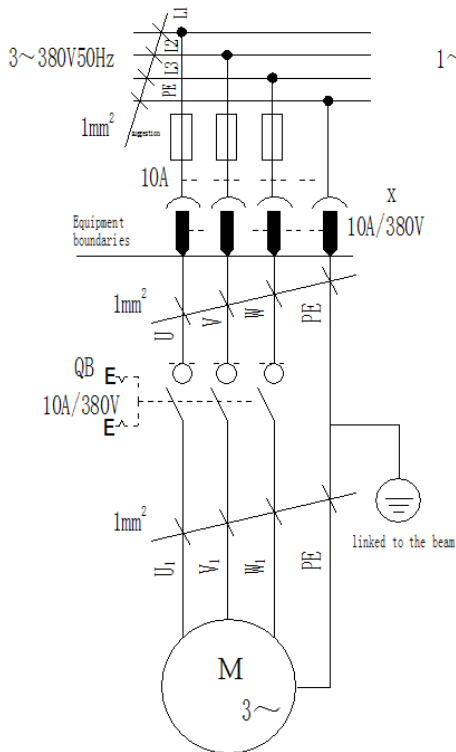 L1
3～380V50Hz
L2
1～
L3
PE
1mm²
suggestion
10A
X
10A/380V
Equipment
boundaries
1mm²
U
V
W
PE
QB
E
10A/380V
E
1mm²
linked to the beam
U₁
V₁
W₁
PE
M
3～